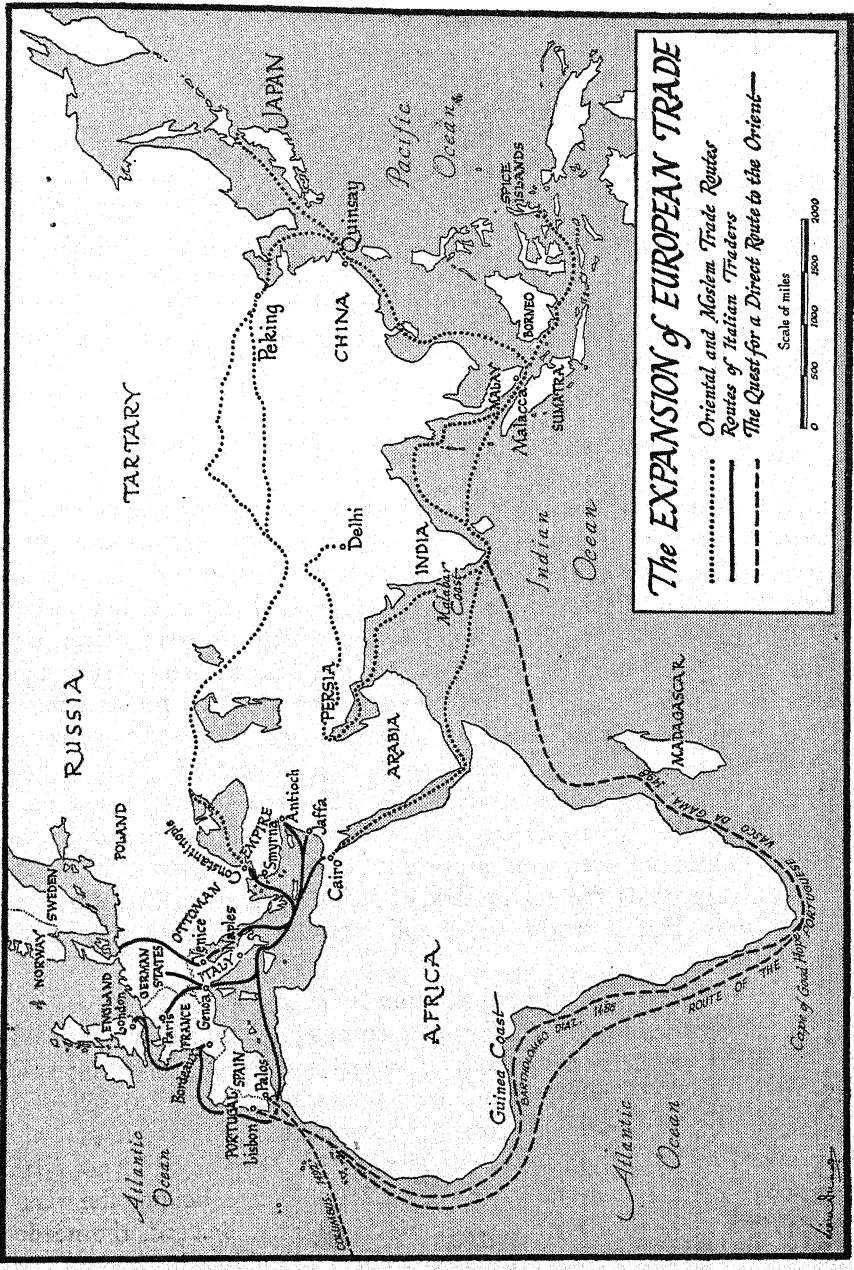 The EXPANSION of EUROPEAN TRADE
Oriental and Moslem Trade Routes
Routes of Italian Traders
The Quest for a Direct Route to the Orient
Scale of miles
0 500 1000 1500 2000
RUSSIA
TARTARY
JAPAN
NORWAY
SWEDEN
POLAND
ENGLAND
London
GERMAN
STATES
Paris
FRANCE
Bordeaux
Genoa
Venice
ITALY
Naples
OTTOMAN
EMPIRE
Constantinople
Smyrna
Antioch
Jaffa
Cairo
PORTUGAL
SPAIN
Lisbon
Palos
Atlantic
Ocean
COLUMBUS 1492
PERSIA
ARABIA
Delhi
INDIA
Malabar
Coast
Peking
CHINA
Quinsay
Pacific
Ocean
SPICE
ISLANDS
BORNEO
MALAY
Malacca
SUMATRA
Indian
Ocean
AFRICA
Guinea Coast
BARTHOLOMEO DIAZ. 1486
ROUTE OF THE PORTUGUESE VASCO DA GAMA 1498
Cape of Good Hope
MADAGASCAR
Atlantic
Ocean